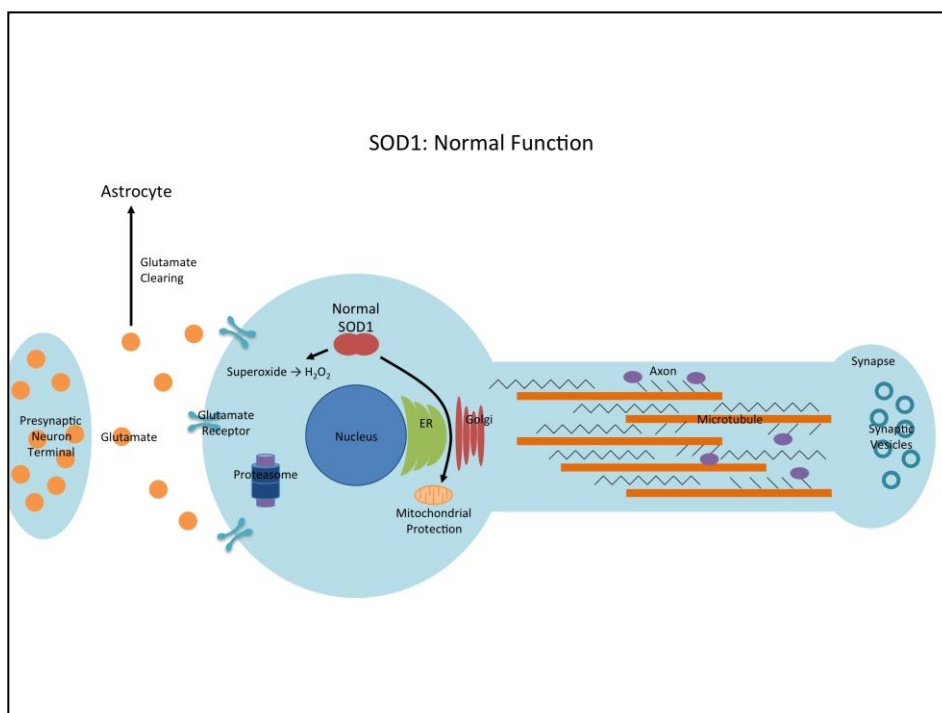 SOD1: Normal Function
Astrocyte
Glutamate
Clearing
Normal
SOD1
Superoxide → H₂O₂
Presynaptic
Neuron
Terminal
Glutamate
Glutamate
Receptor
Proteasome
Nucleus
ER
Golgi
Mitochondrial
Protection
Axon
Microtubule
Synapse
Synaptic
Vesicles